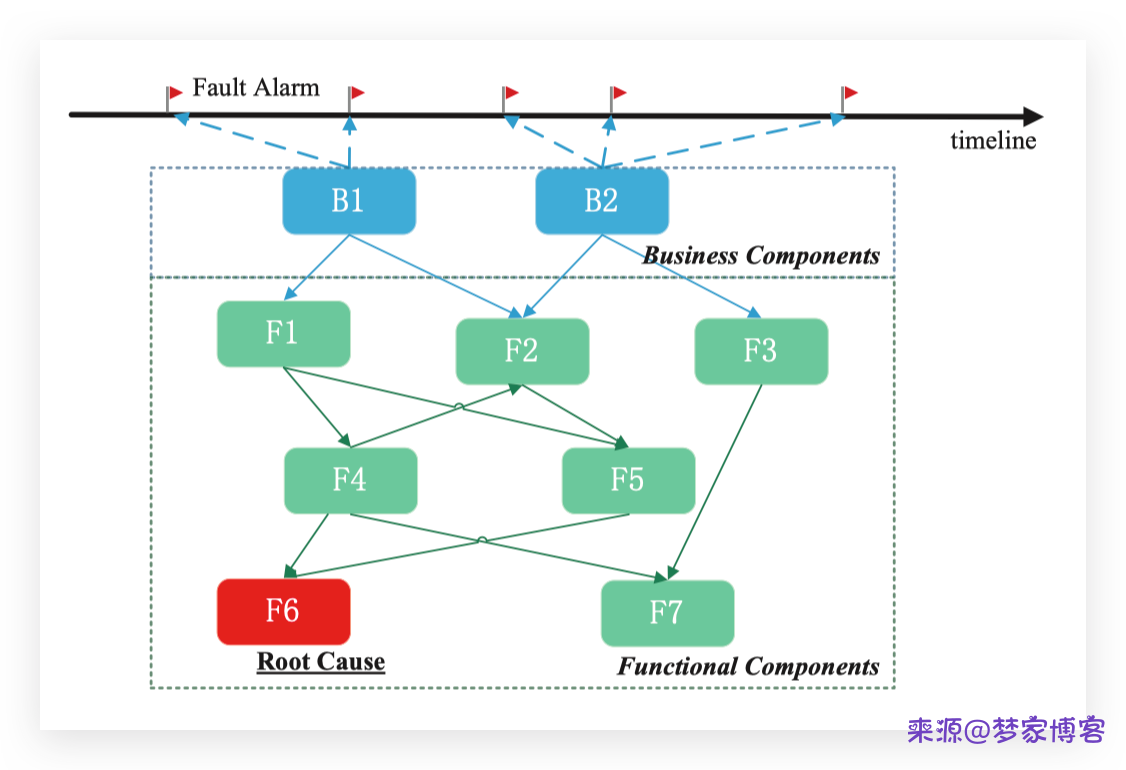 Fault Alarm
timeline
B1
B2
Business Components
F1
F2
F3
F4
F5
F6
F7
Root Cause
Functional Components
来源@梦家博客